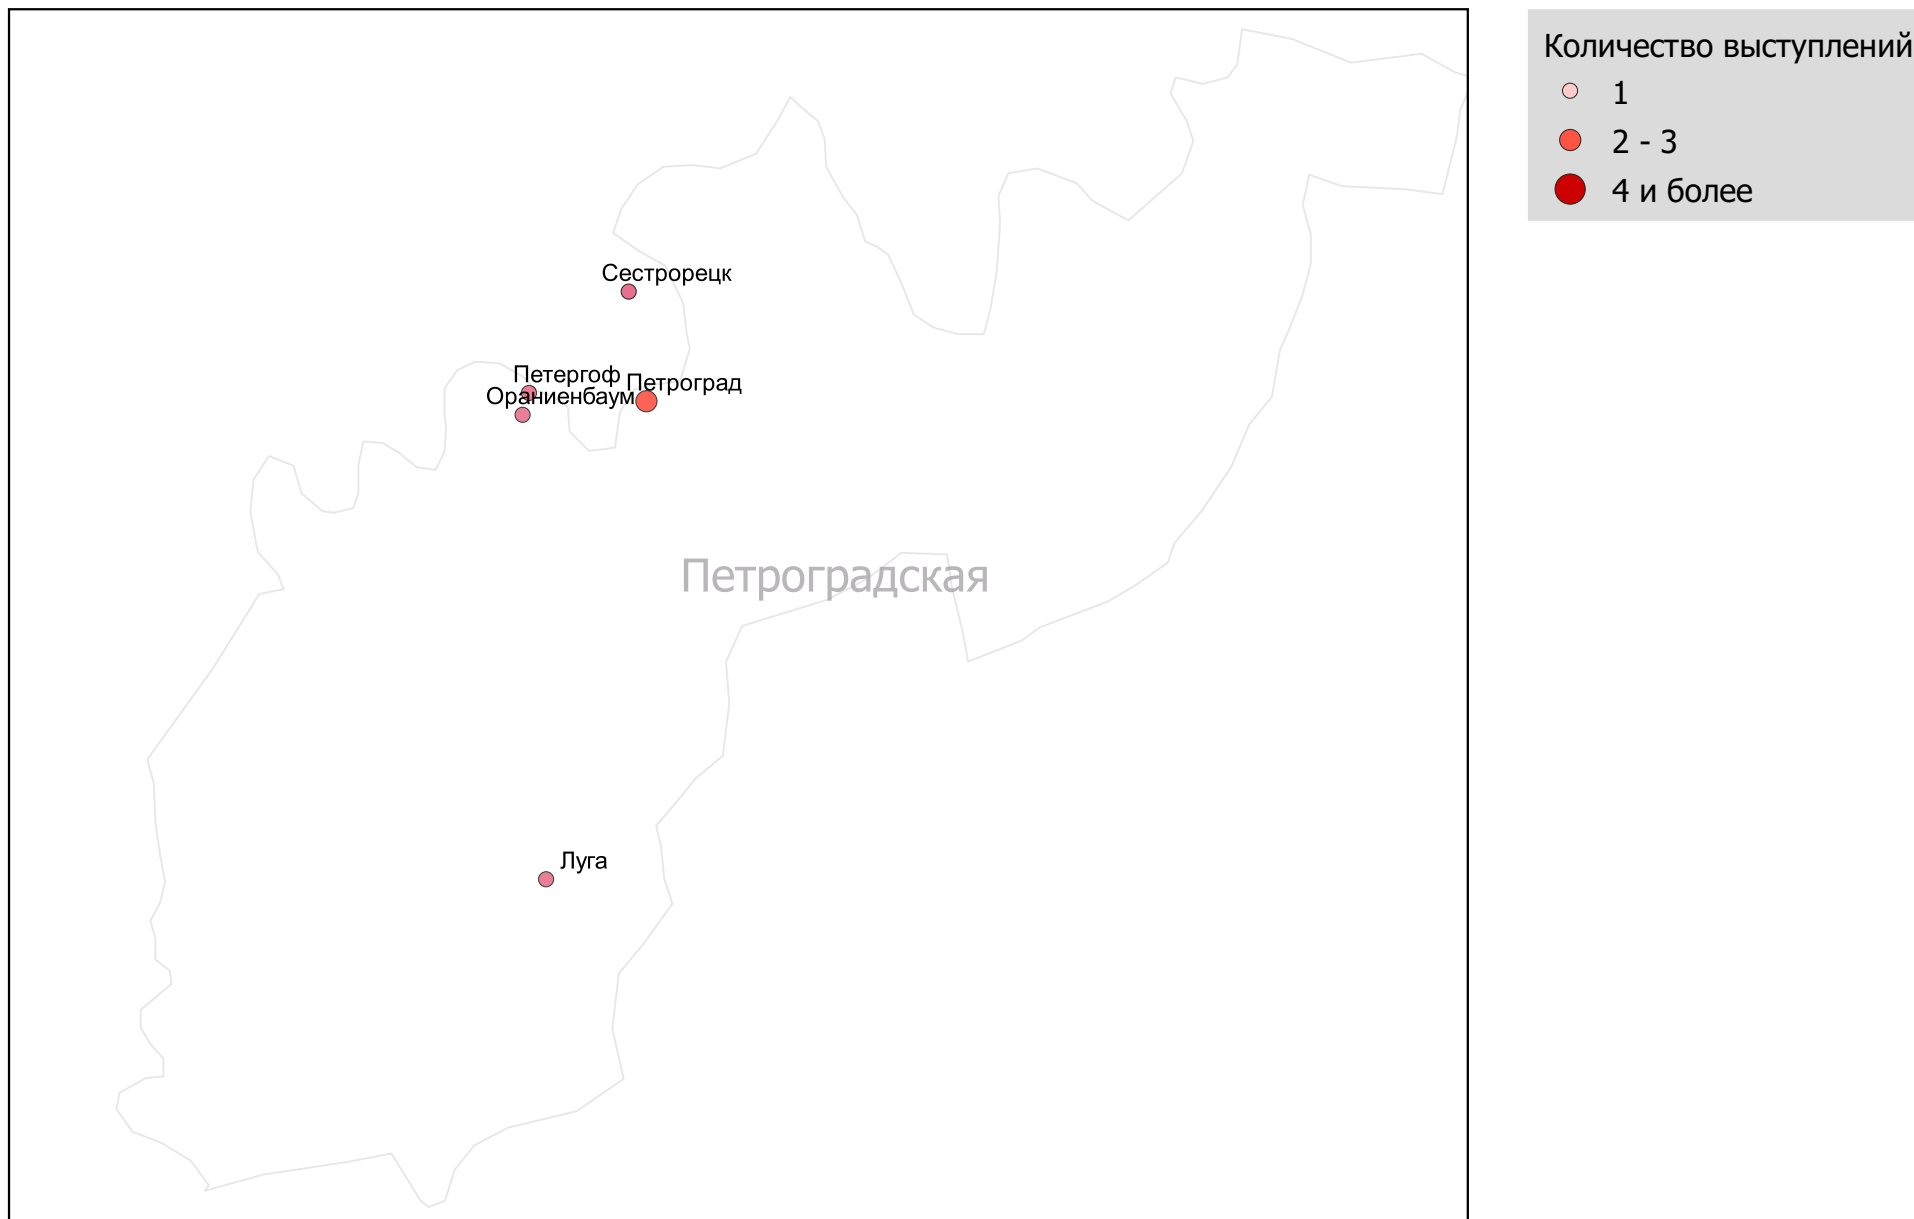 Количество выступлений
1
2 - 3
4 и более
Сестрорецк
Петергоф
Петроград
Ораниенбаум
Петроградская
Луга